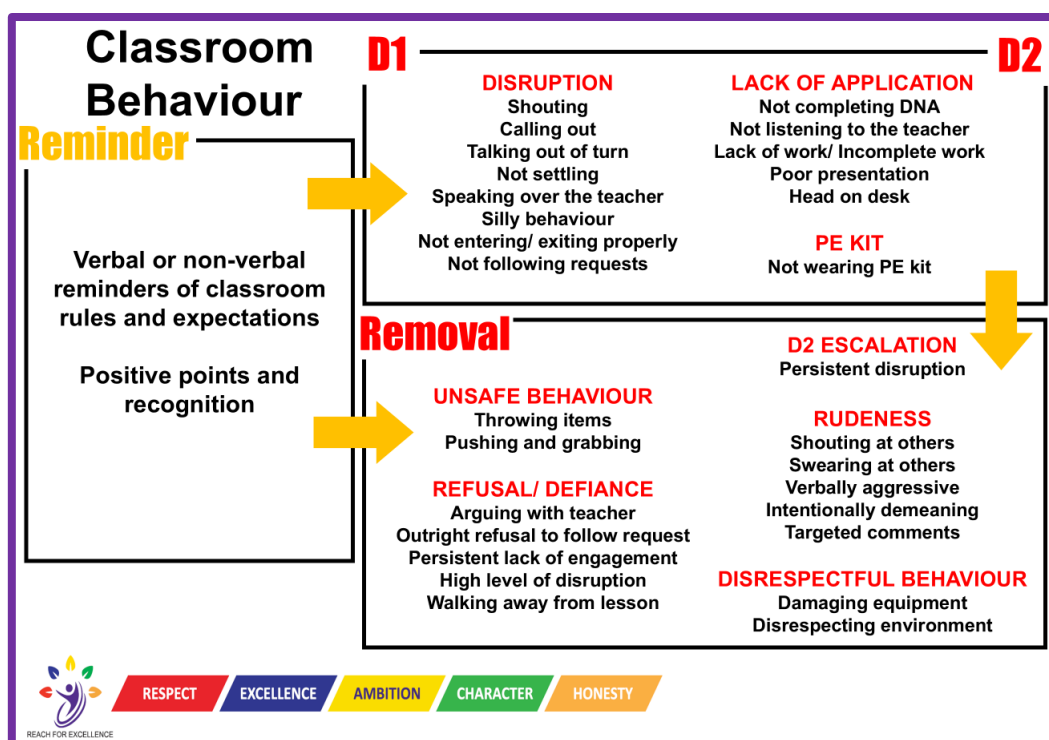 Classroom
Behaviour
Reminder
Verbal or non-verbal
reminders of classroom
rules and expectations
Positive points and
recognition
D1
D2
DISRUPTION
Shouting
Calling out
Talking out of turn
Not settling
Speaking over the teacher
Silly behaviour
Not entering/ exiting properly
Not following requests
LACK OF APPLICATION
Not completing DNA
Not listening to the teacher
Lack of work/ Incomplete work
Poor presentation
Head on desk
PE KIT
Not wearing PE kit
Removal
UNSAFE BEHAVIOUR
Throwing items
Pushing and grabbing
REFUSAL/ DEFIANCE
Arguing with teacher
Outright refusal to follow request
Persistent lack of engagement
High level of disruption
Walking away from lesson
D2 ESCALATION
Persistent disruption
RUDENESS
Shouting at others
Swearing at others
Verbally aggressive
Intentionally demeaning
Targeted comments
DISRESPECTFUL BEHAVIOUR
Damaging equipment
Disrespecting environment
REACH FOR EXCELLENCE
RESPECT
EXCELLENCE
AMBITION
CHARACTER
HONESTY